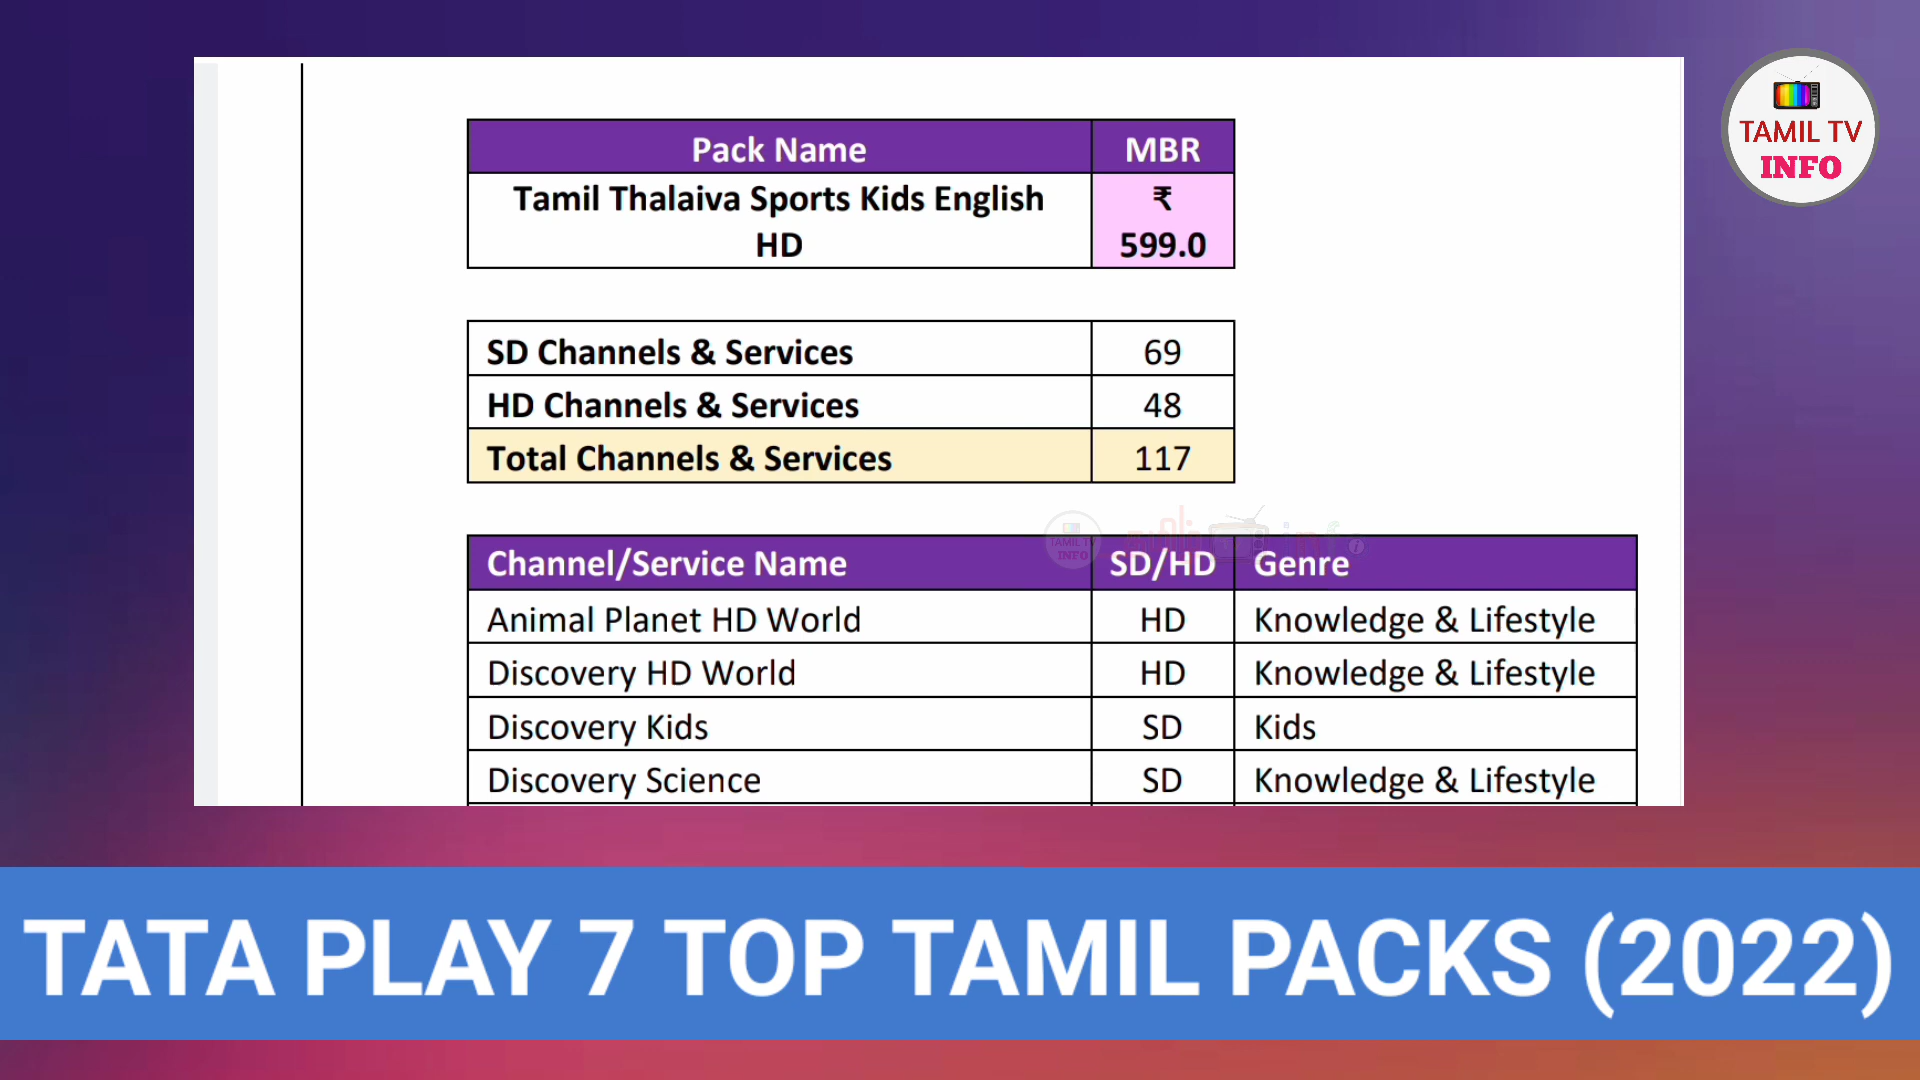 TAMIL TV
INFO
Pack Name MBR
Tamil Thalaiva Sports Kids English
HD
₹
599.0
SD Channels & Services 69
HD Channels & Services 48
Total Channels & Services 117
TAMIL TV
INFO
Channel/Service Name SD/HD Genre
Animal Planet HD World HD Knowledge & Lifestyle
Discovery HD World HD Knowledge & Lifestyle
Discovery Kids SD Kids
Discovery Science SD Knowledge & Lifestyle
TATA PLAY 7 TOP TAMIL PACKS (2022)